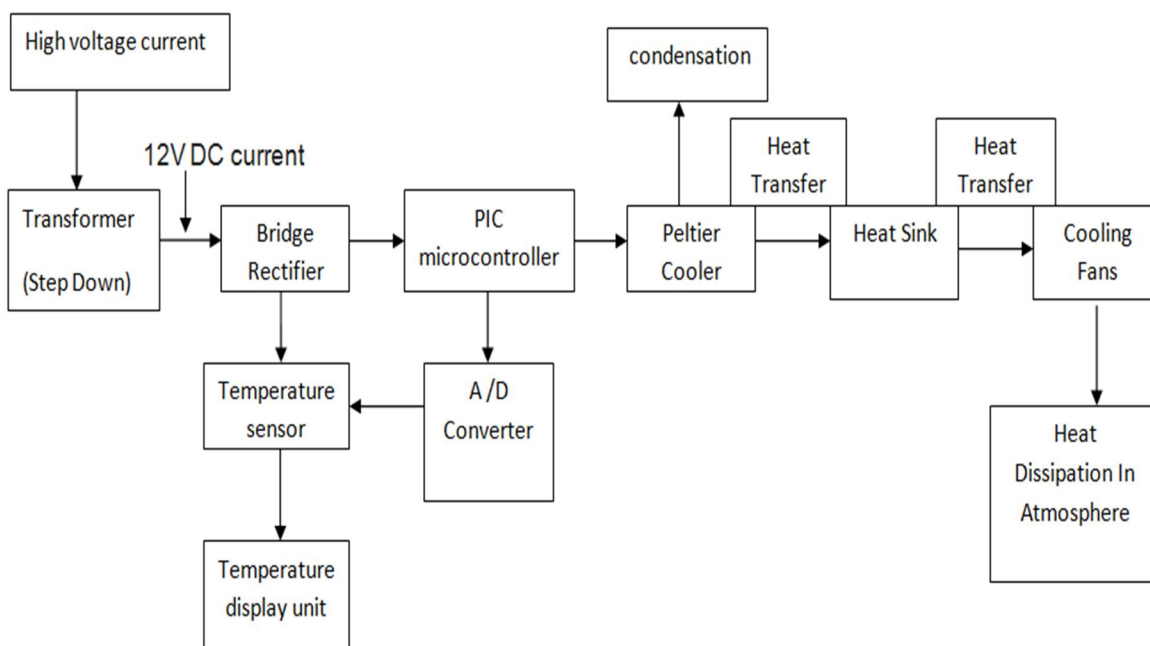 High voltage current
condensation
12V DC current
Heat
Transfer
Heat
Transfer
Transformer
(Step Down)
Bridge
Rectifier
PIC
microcontroller
Peltier
Cooler
Heat Sink
Cooling
Fans
Temperature
sensor
A /D
Converter
Heat
Dissipation In
Atmosphere
Temperature
display unit